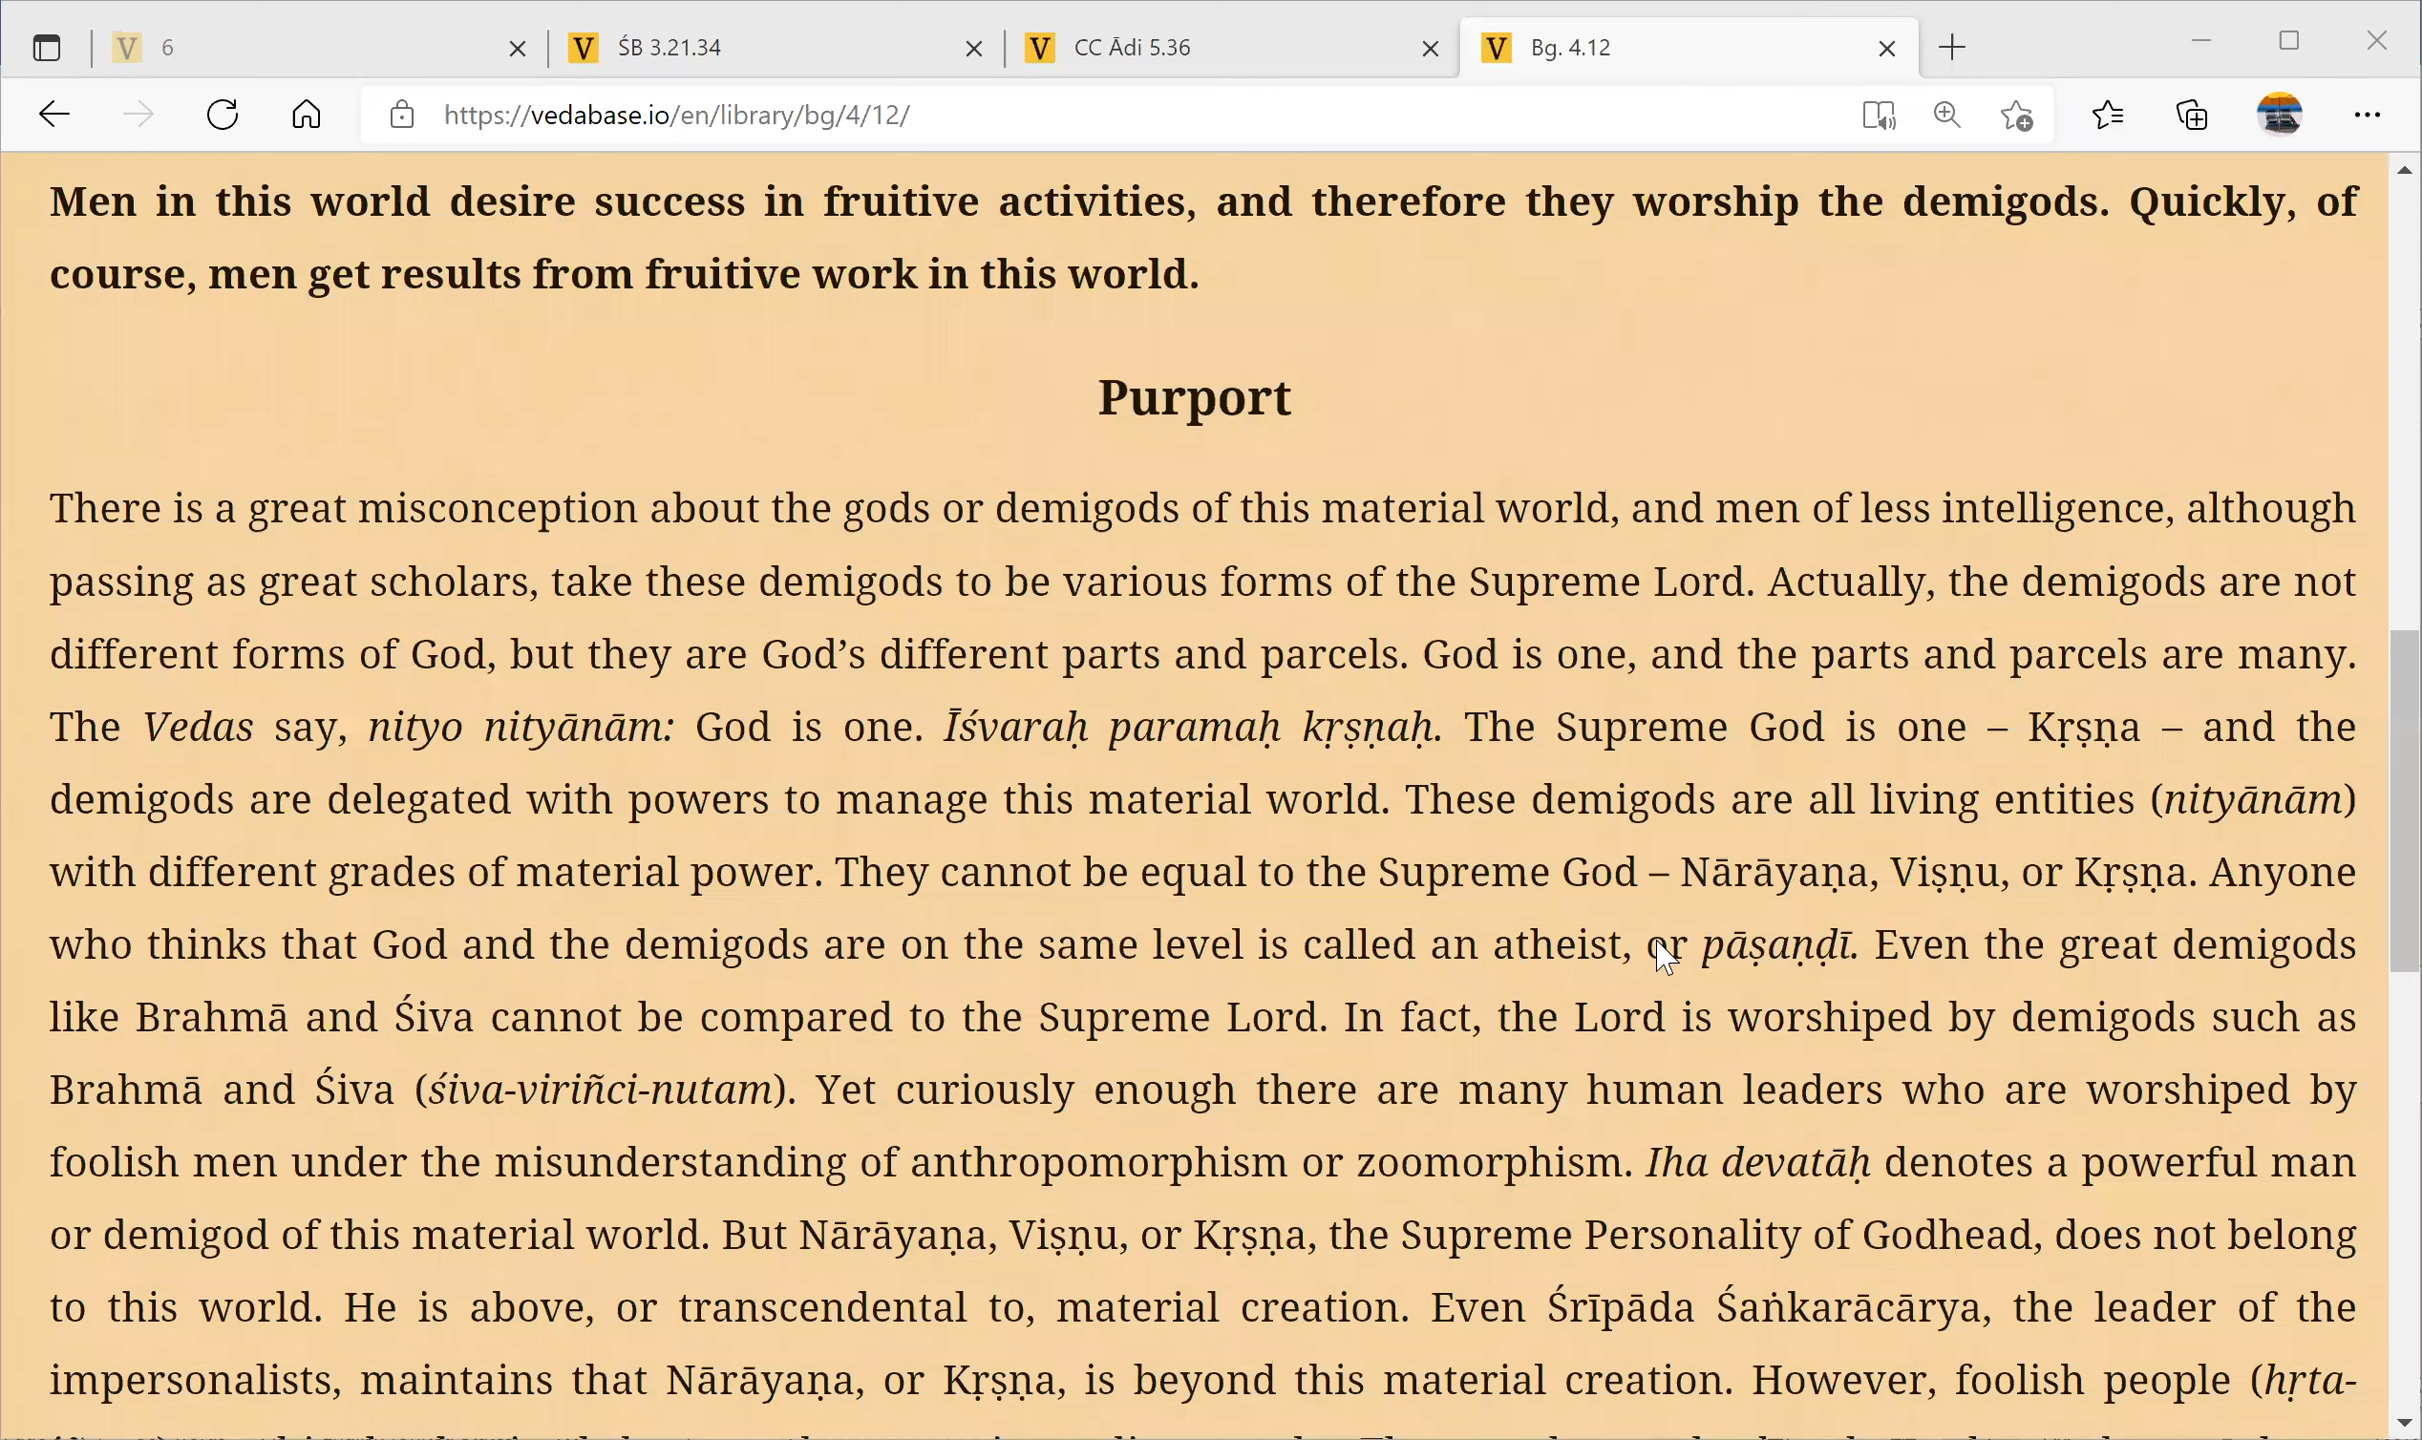 6
ŚB 3.21.34
CC Ādi 5.36
Bg. 4.12
https://vedabase.io/en/library/bg/4/12/
Men in this world desire success in fruitive activities, and therefore they worship the demigods. Quickly, of
course, men get results from fruitive work in this world.
Purport
There is a great misconception about the gods or demigods of this material world, and men of less intelligence, although
passing as great scholars, take these demigods to be various forms of the Supreme Lord. Actually, the demigods are not
different forms of God, but they are God’s different parts and parcels. God is one, and the parts and parcels are many.
The Vedas say, nityo nityānām: God is one. Īśvaraḥ paramaḥ kṛṣṇaḥ. The Supreme God is one – Kṛṣṇa – and the
demigods are delegated with powers to manage this material world. These demigods are all living entities (nityānām)
with different grades of material power. They cannot be equal to the Supreme God – Nārāyaṇa, Viṣṇu, or Kṛṣṇa. Anyone
who thinks that God and the demigods are on the same level is called an atheist, or pāṣaṇḍī. Even the great demigods
like Brahmā and Śiva cannot be compared to the Supreme Lord. In fact, the Lord is worshiped by demigods such as
Brahmā and Śiva (śiva-viriñci-nutam). Yet curiously enough there are many human leaders who are worshiped by
foolish men under the misunderstanding of anthropomorphism or zoomorphism. Iha devatāḥ denotes a powerful man
or demigod of this material world. But Nārāyaṇa, Viṣṇu, or Kṛṣṇa, the Supreme Personality of Godhead, does not belong
to this world. He is above, or transcendental to, material creation. Even Śrīpāda Śaṅkarācārya, the leader of the
impersonalists, maintains that Nārāyaṇa, or Kṛṣṇa, is beyond this material creation. However, foolish people (hṛta-